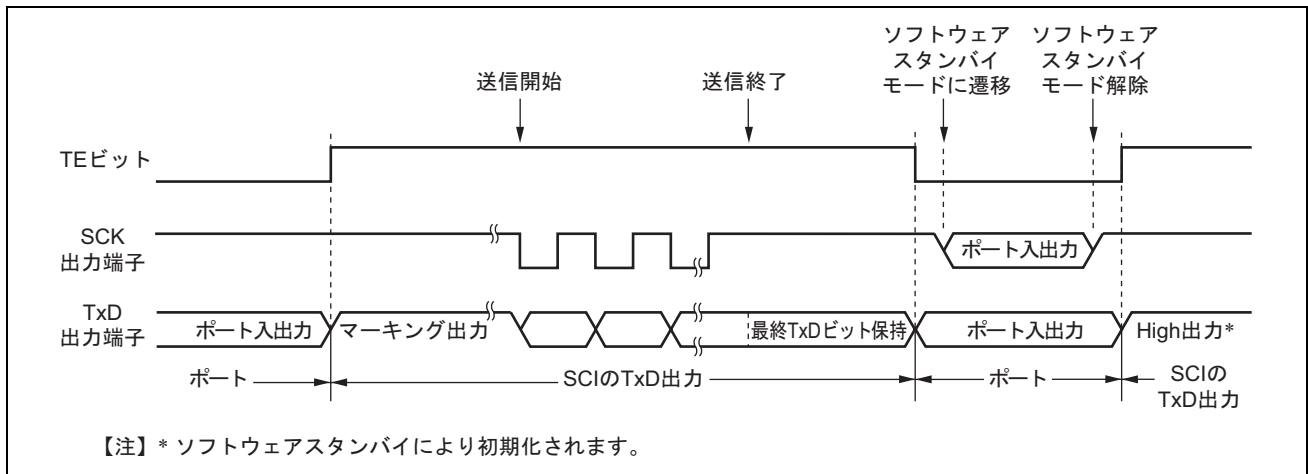 ソフトウェア
スタンバイ
モードに遷移
ソフトウェア
スタンバイ
モード解除
送信開始
送信終了
TEビット
SCK
出力端子
ポート入出力
TxD
出力端子
ポート入出力
マーキング出力
最終TxDビット保持
ポート入出力
High出力*
ポート
SCIのTxD出力
ポート
SCIの
TxD出力
【注】* ソフトウェアスタンバイにより初期化されます。